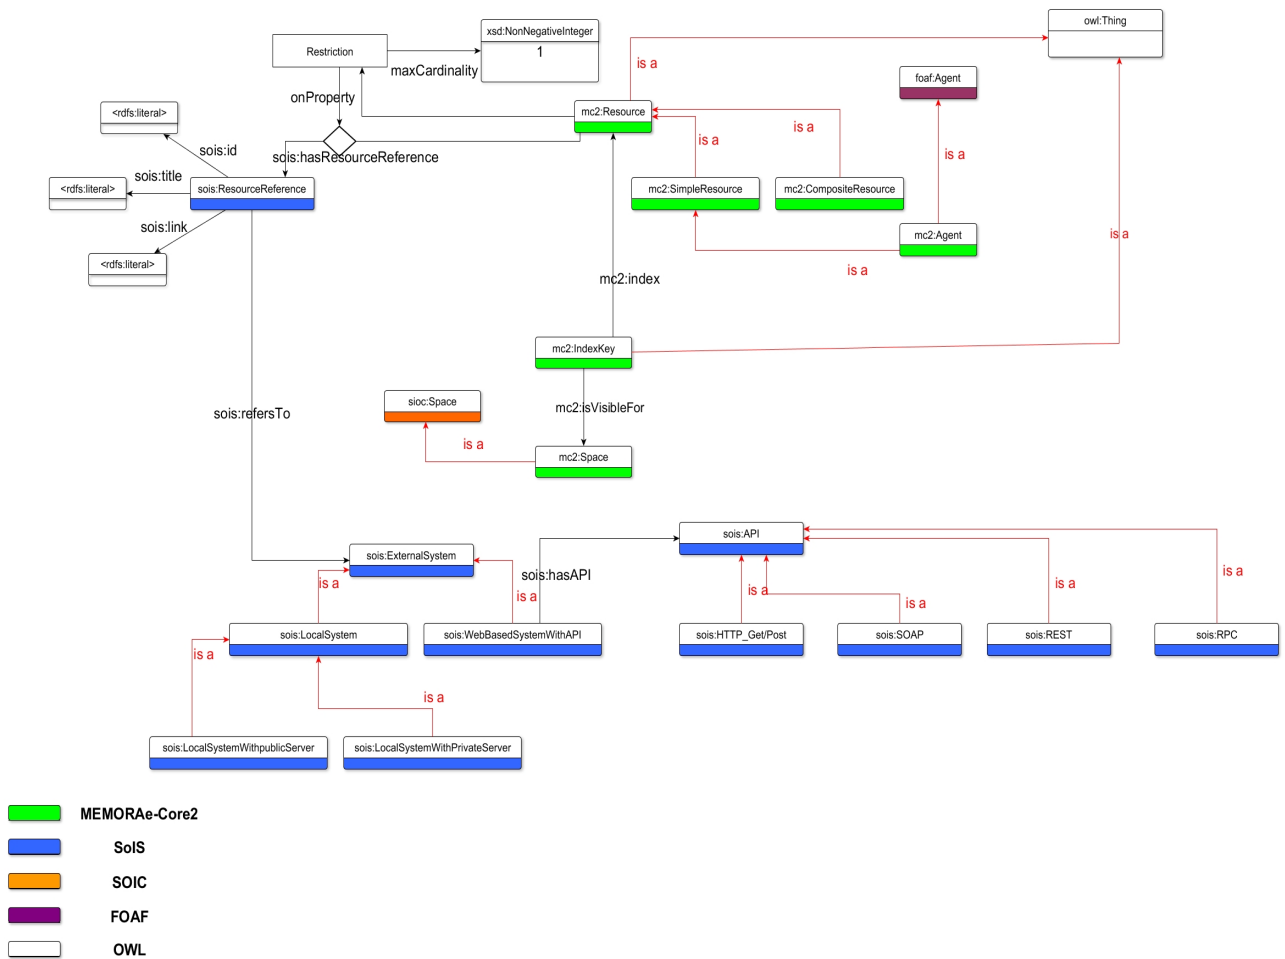 owl:Thing
xsd:NonNegativeInteger
1
Restriction
maxCardinality
is a
foaf:Agent
onProperty
<rdfs:literal>
mc2:Resource
is a
is a
is a
sois:id
sois:hasResourceReference
sois:title
<rdfs:literal>
sois:ResourceReference
mc2:SimpleResource
mc2:CompositeResource
sois:link
mc2:Agent
is a
<rdfs:literal>
is a
mc2:index
mc2:IndexKey
sioc:Space
mc2:isVisibleFor
sois:refersTo
is a
mc2:Space
sois:API
sois:ExternalSystem
sois:hasAPI
is a
is a
is a
is a
is a
is a
sois:LocalSystem
sois:WebBasedSystemWithAPI
sois:HTTP_Get/Post
sois:SOAP
sois:REST
sois:RPC
is a
is a
sois:LocalSystemWithpublicServer
sois:LocalSystemWithPrivateServer
MEMORAe-Core2
SoIS
SOIC
FOAF
OWL